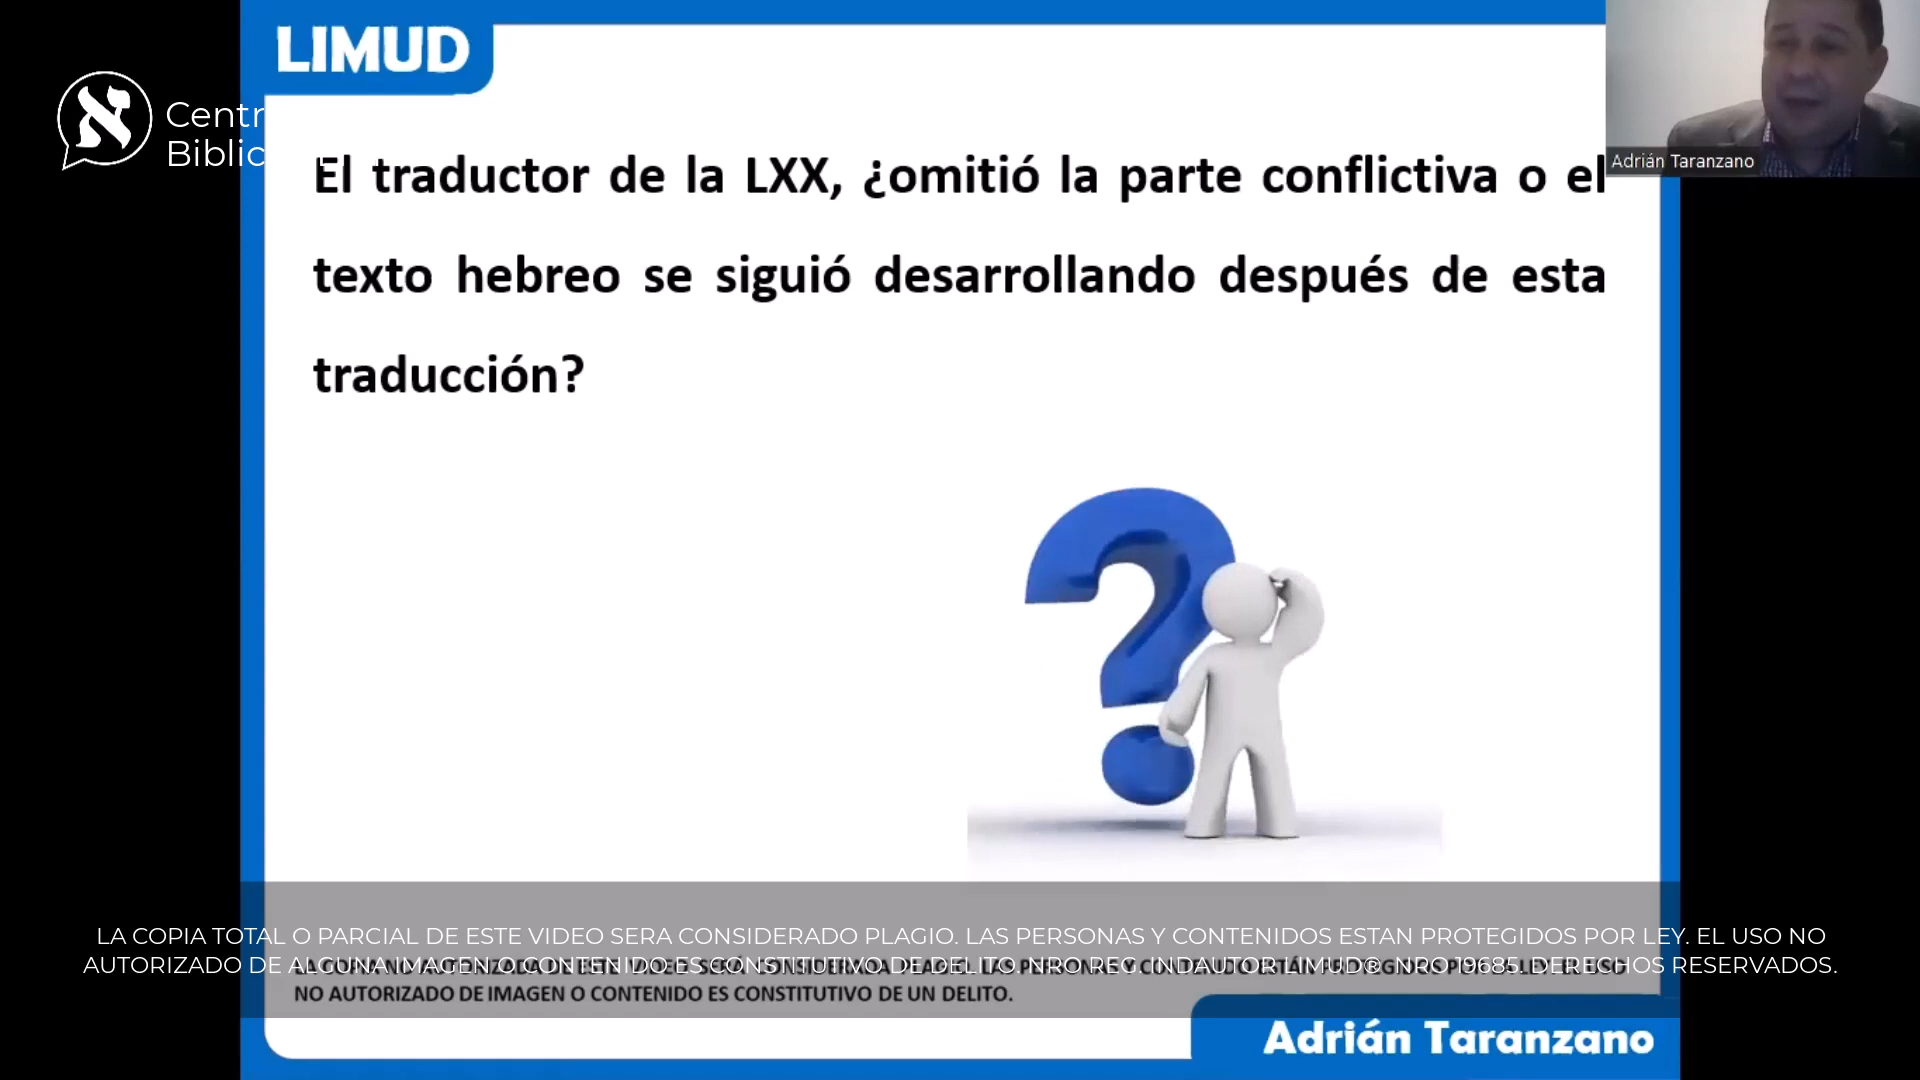 LIMUD
Centr
Biblic
El traductor de la LXX, ¿omitió la parte conflictiva o el
texto hebreo se siguió desarrollando después de esta
traducción?
Adrián Taranzano
LA COPIA TOTAL O PARCIAL DE ESTE VIDEO SERA CONSIDERADO PLAGIO. LAS PERSONAS Y CONTENIDOS ESTAN PROTEGIDOS POR LEY. EL USO NO
AUTORIZADO DE ALGUNA IMAGEN O CONTENIDO ES CONSTITUTIVO DE DELITO. NRO REG. INDAUTOR LIMUD® NRO 19685. DERECHOS RESERVADOS.
NO AUTORIZADO DE IMAGEN O CONTENIDO ES CONSTITUTIVO DE UN DELITO.
Adrián Taranzano